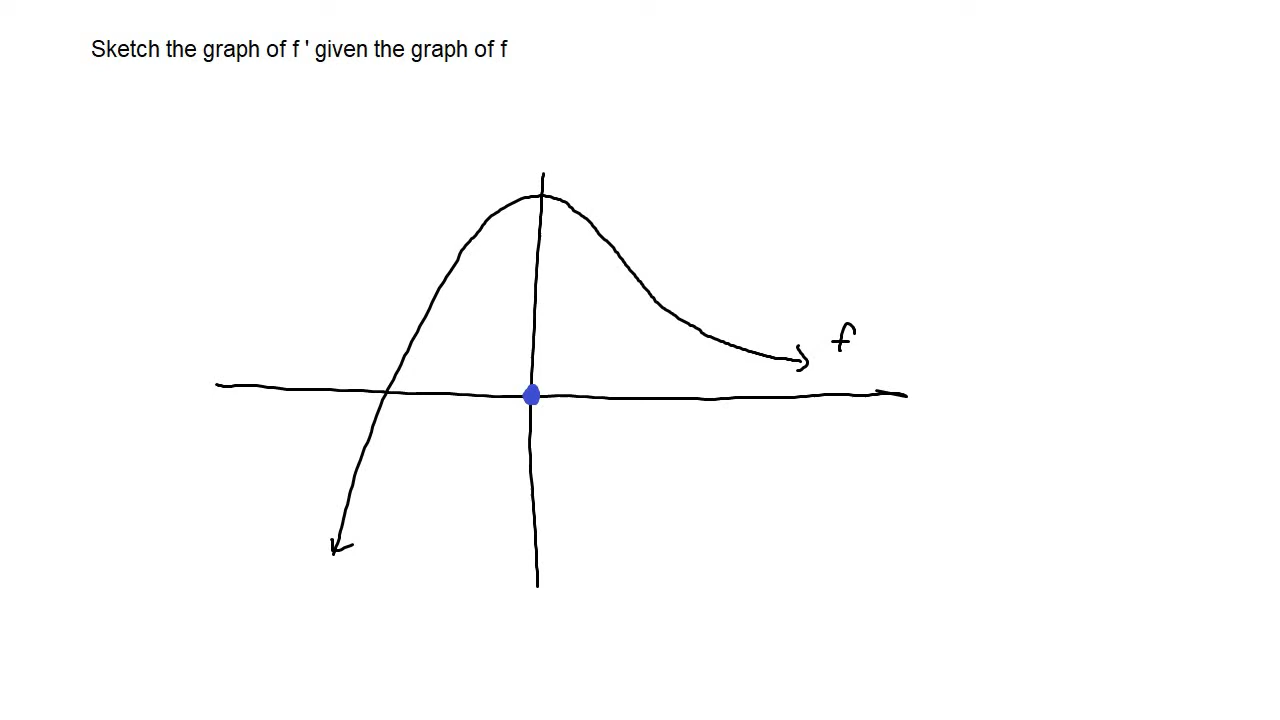 Sketch the graph of f ' given the graph of f
f